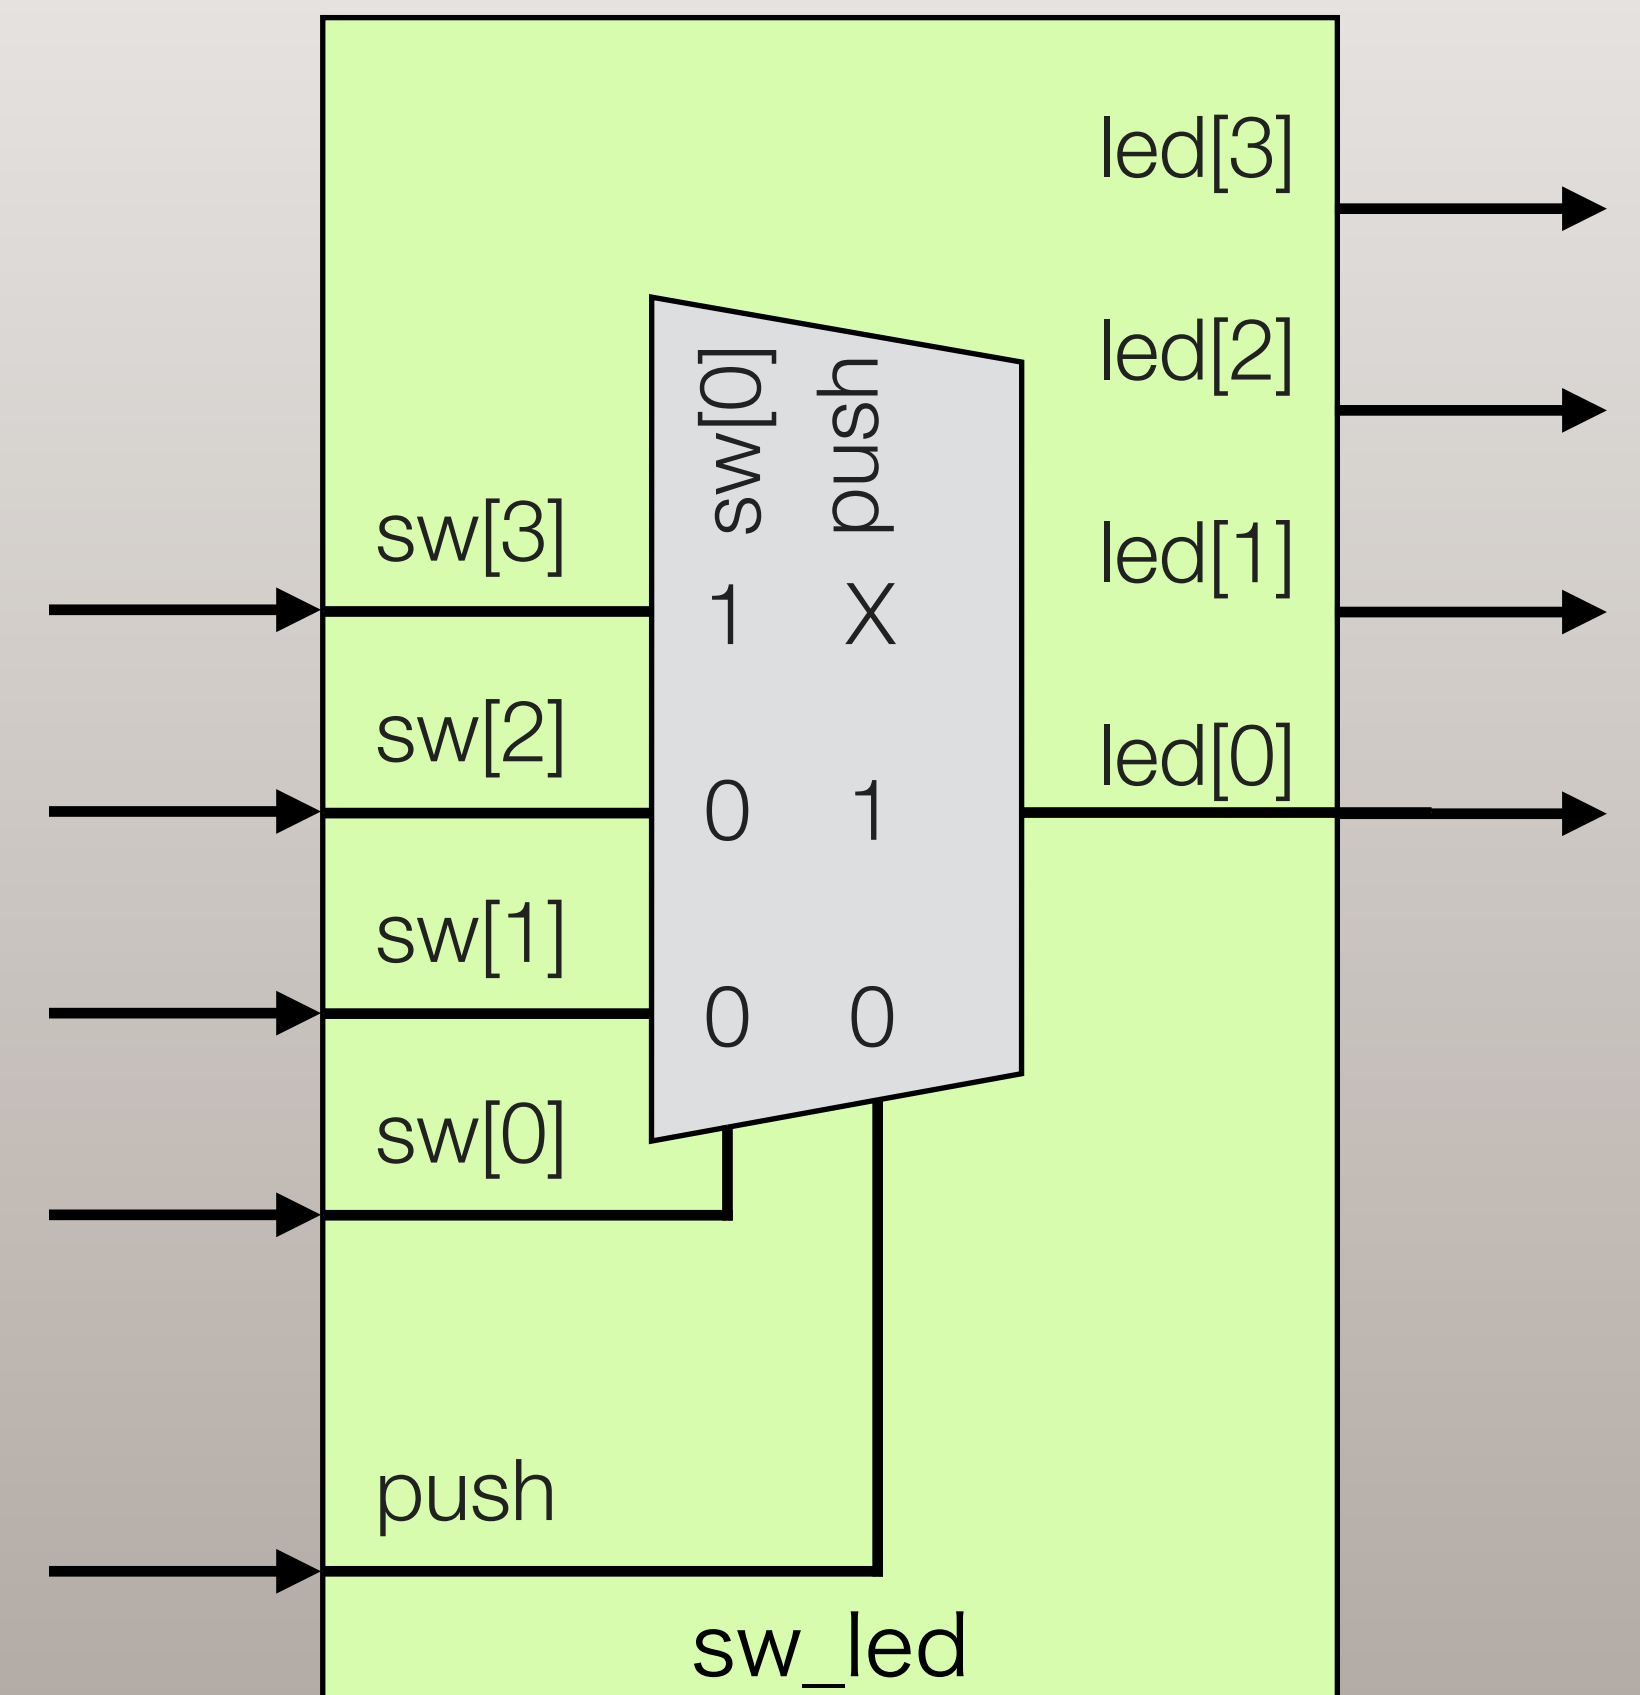 led[3]
led[2]
led[1]
led[0]
sw[3]
sw[2]
sw[1]
sw[0]
push
sw[0] push
1 X
0 1
0 0
sw_led